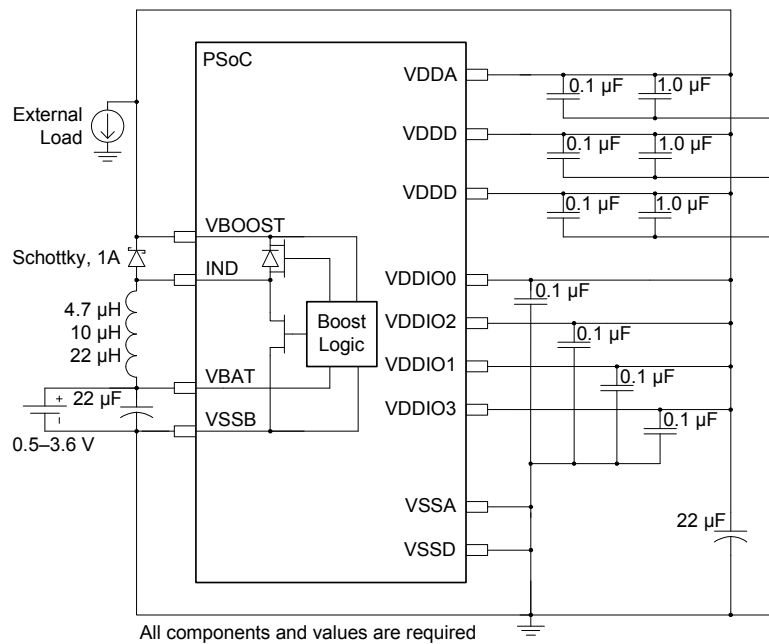 PSoC
VDDA
0.1 µF
1.0 µF
External
Load
VDDD
0.1 µF
1.0 µF
VDDD
0.1 µF
1.0 µF
VBOOST
Schottky, 1A
IND
4.7 µH
10 µH
22 µH
Boost
Logic
VDDIO0
0.1 µF
VDDIO2
0.1 µF
VDDIO1
0.1 µF
VDDIO3
0.1 µF
VBAT
22 µF
+
VSSB
0.5–3.6 V
VSSA
VSSD
22 µF
All components and values are required